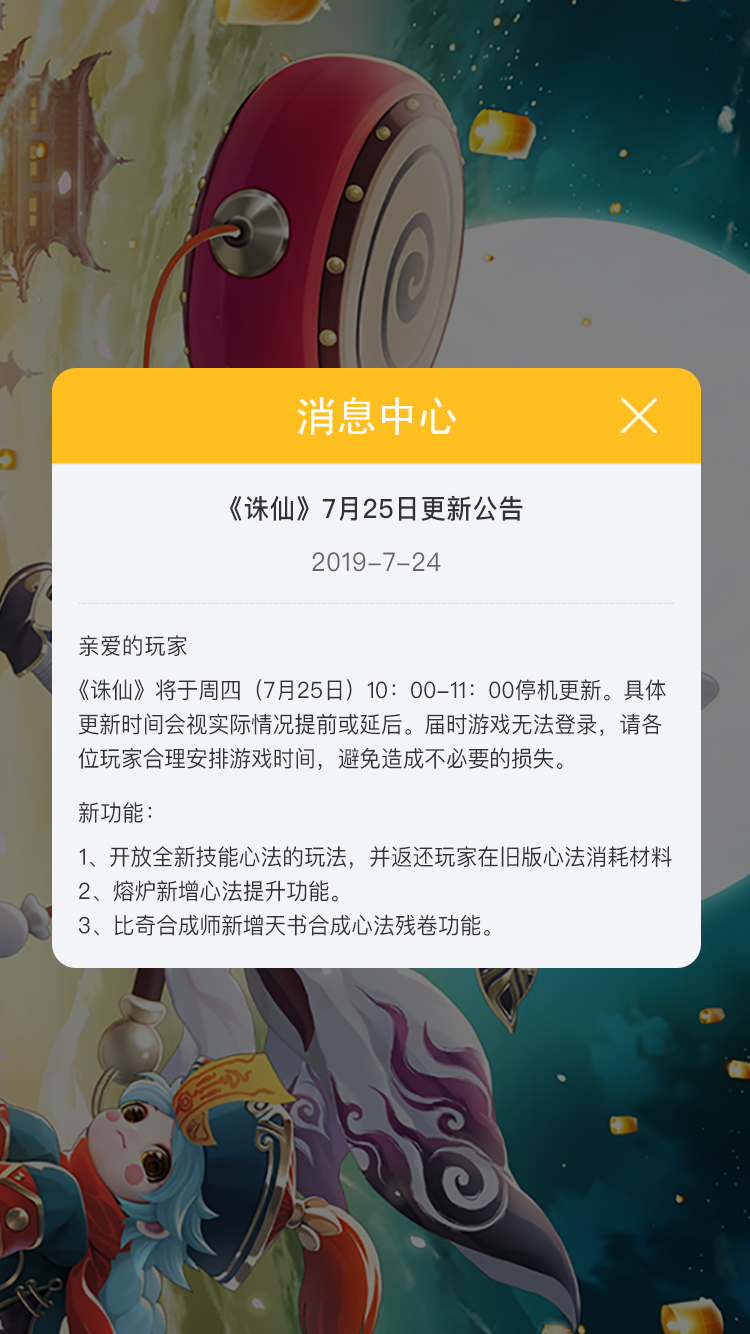 消息中心
《诛仙》7月25日更新公告
2019-7-24
亲爱的玩家
《诛仙》将于周四（7月25日）10：00-11：00停机更新。具体
更新时间会视实际情况提前或延后。届时游戏无法登录，请各
位玩家合理安排游戏时间，避免造成不必要的损失。
新功能：
1、开放全新技能心法的玩法，并返还玩家在旧版心法消耗材料
2、熔炉新增心法提升功能。
3、比奇合成师新增天书合成心法残卷功能。